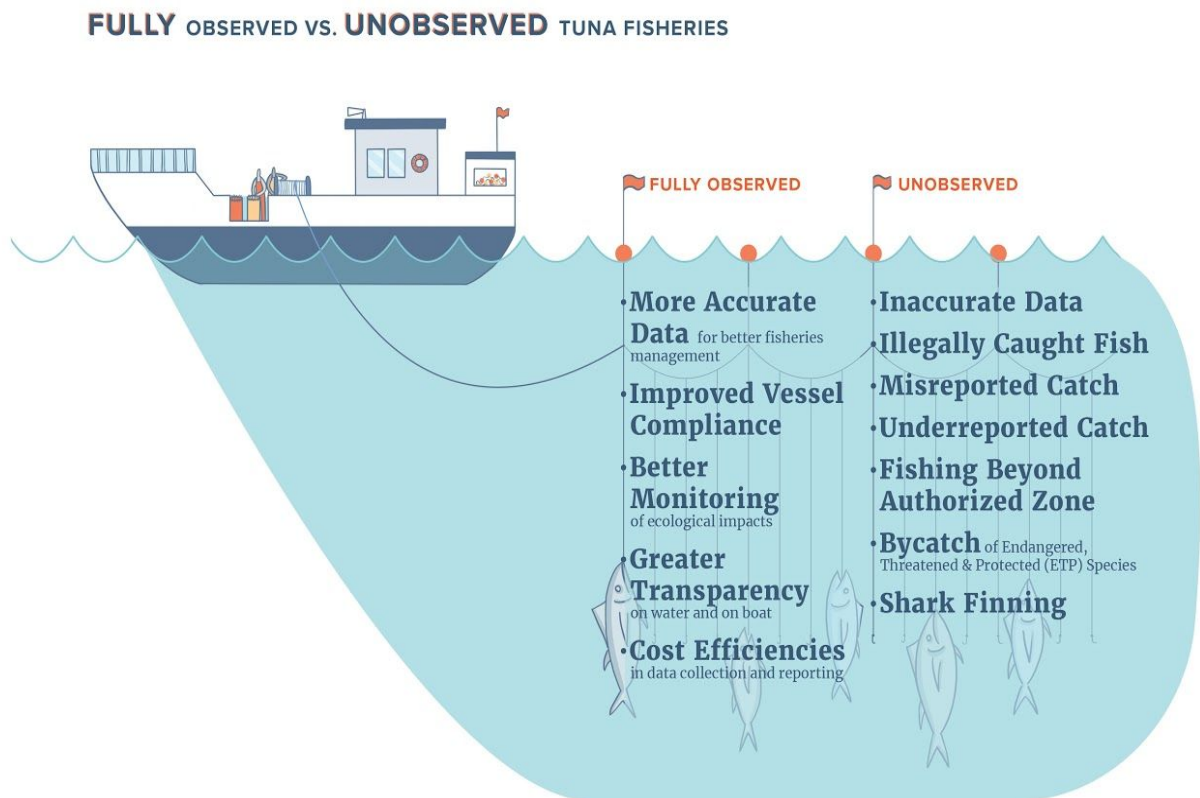 FULLY OBSERVED VS. UNOBSERVED TUNA FISHERIES
FULLY OBSERVED
•More Accurate
Data for better fisheries
management
•Improved Vessel
Compliance
•Better
Monitoring
of ecological impacts
•Greater
Transparency
on water and on boat
•Cost Efficiencies
in data collection and reporting
UNOBSERVED
•Inaccurate Data
•Illegally Caught Fish
•Misreported Catch
•Underreported Catch
•Fishing Beyond
Authorized Zone
•Bycatch of Endangered,
Threatened & Protected (ETP) Species
•Shark Finning